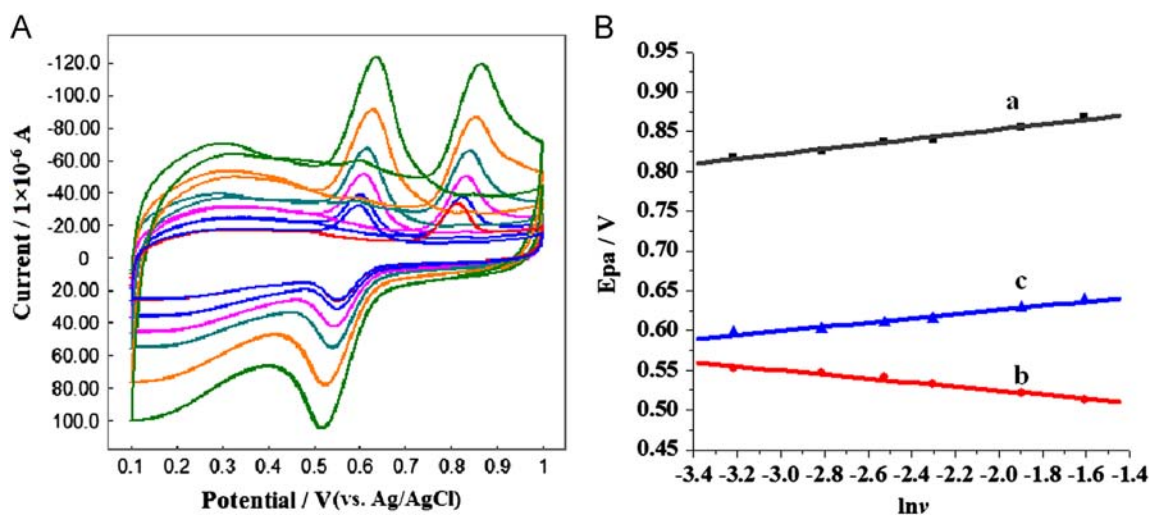 A
Current / 1×10⁻⁶ A
-120.0
-100.0
-80.00
-60.00
-40.00
-20.00
0
20.00
40.00
60.00
80.00
100.0
0.1 0.2 0.3 0.4 0.5 0.6 0.7 0.8 0.9 1
Potential / V(vs. Ag/AgCl)
B
Epa / V
0.95
0.90
0.85
0.80
0.75
0.70
0.65
0.60
0.55
0.50
0.45
a
c
b
-3.4 -3.2 -3.0 -2.8 -2.6 -2.4 -2.2 -2.0 -1.8 -1.6 -1.4
lnv